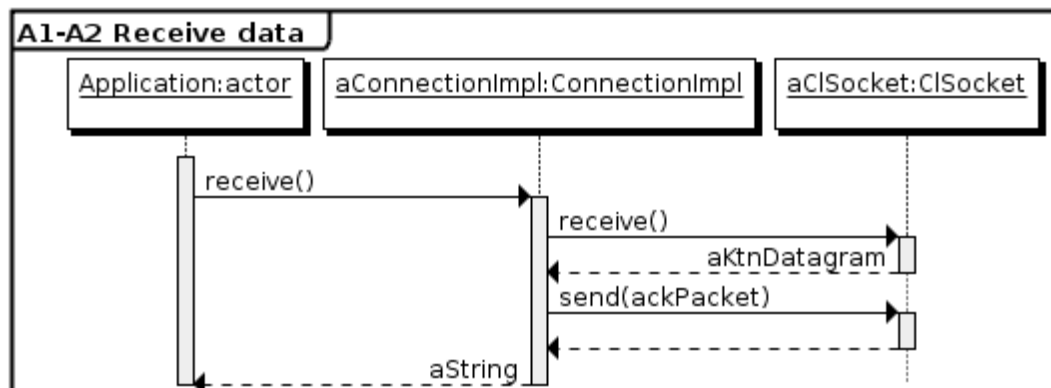 A1-A2 Receive data
Application:actor
aConnectionImpl:ConnectionImpl
aClSocket:ClSocket
receive()
receive()
aKtnDatagram
send(ackPacket)
aString